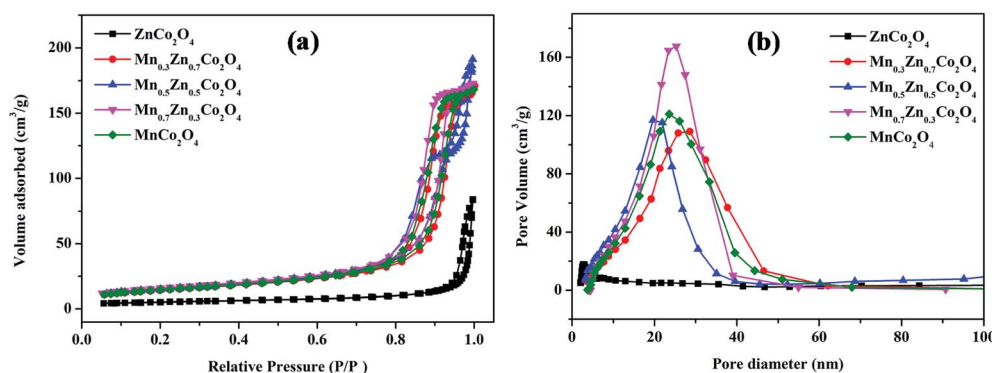 (a)
ZnCo₂O₄
Mn₀.₃Zn₀.₇Co₂O₄
Mn₀.₅Zn₀.₅Co₂O₄
Mn₀.₇Zn₀.₃Co₂O₄
MnCo₂O₄
Volume adsorbed (cm³/g)
200
150
100
50
0
0.0 0.2 0.4 0.6 0.8 1.0
Relative Pressure (P/P )
(b)
ZnCo₂O₄
Mn₀.₃Zn₀.₇Co₂O₄
Mn₀.₅Zn₀.₅Co₂O₄
Mn₀.₇Zn₀.₃Co₂O₄
MnCo₂O₄
Pore Volume (cm³/g)
160
120
80
40
0
0 20 40 60 80 100
Pore diameter (nm)